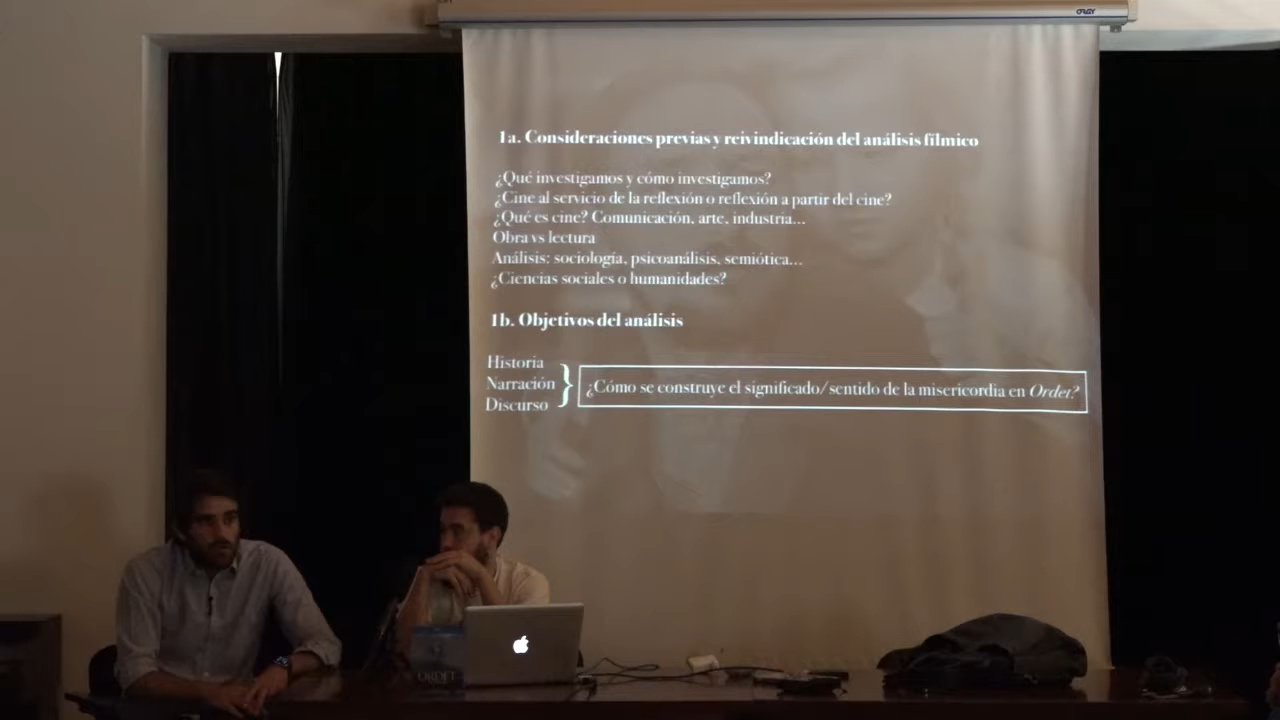 1a. Consideraciones previas y reivindicación del análisis fílmico
¿Qué investigamos y cómo investigamos?
¿Cine al servicio de la reflexión o reflexión a partir del cine?
¿Qué es cine? Comunicación, arte, industria...
Obra vs lectura
Análisis: sociología, psicoanálisis, semiótica...
¿Ciencias sociales o humanidades?
1b. Objetivos del análisis
Historia
Narración
Discurso
¿Cómo se construye el significado/sentido de la misericordia en Ordet?
ORDET